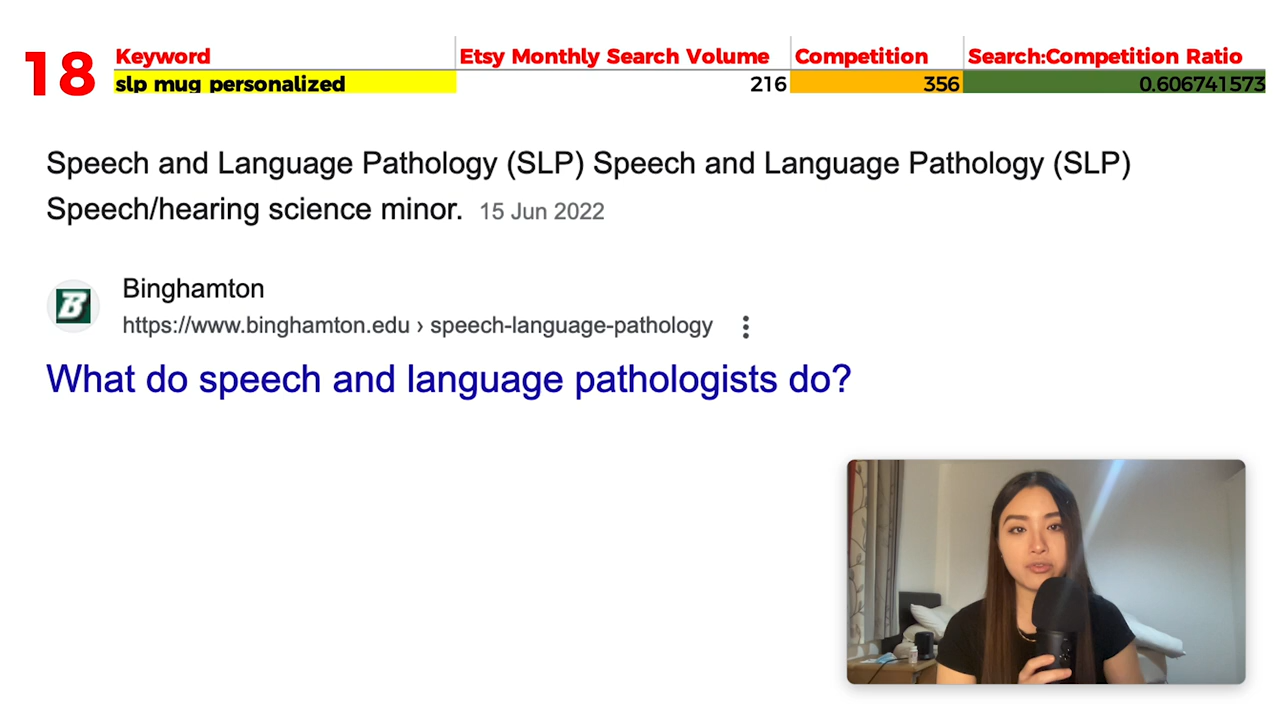 18
Keyword Etsy Monthly Search Volume Competition Search:Competition Ratio
slp mug personalized 216 356 0.606741573
Speech and Language Pathology (SLP) Speech and Language Pathology (SLP)
Speech/hearing science minor. 15 Jun 2022
B
Binghamton
https://www.binghamton.edu › speech-language-pathology
What do speech and language pathologists do?